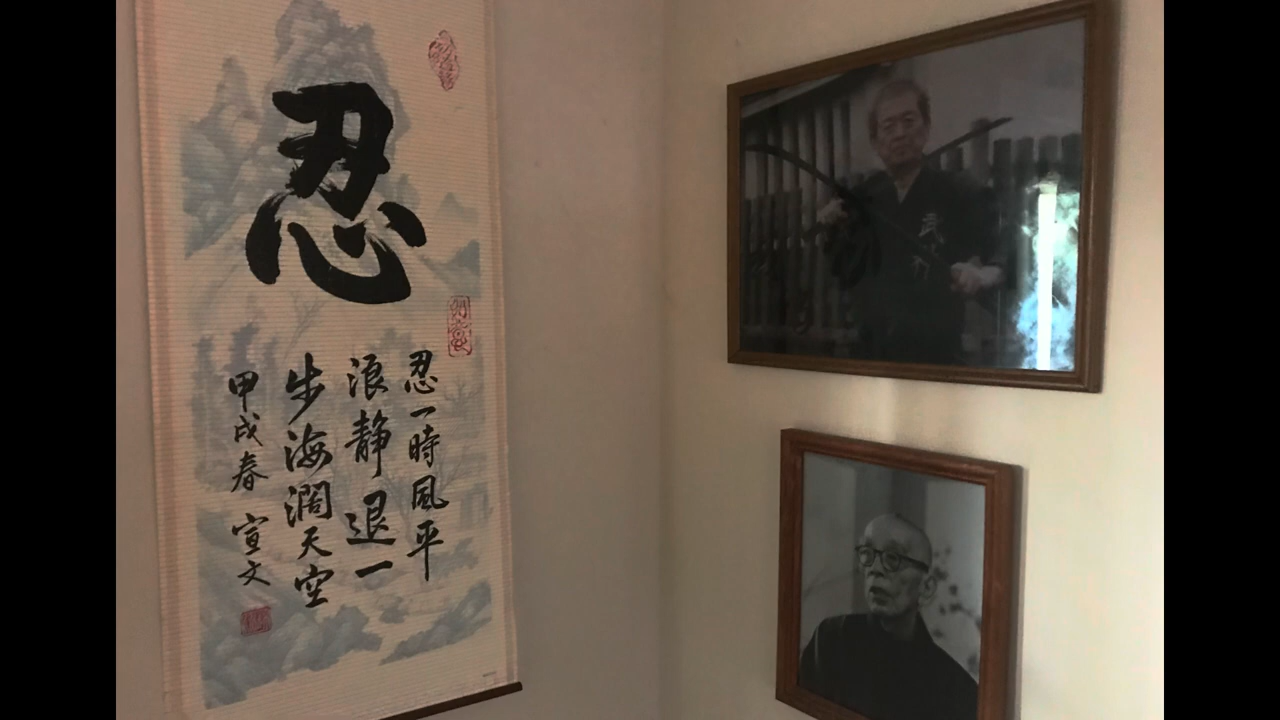 忍
忍一時風平
浪静退一
步海濶天空
甲戌春 宣文